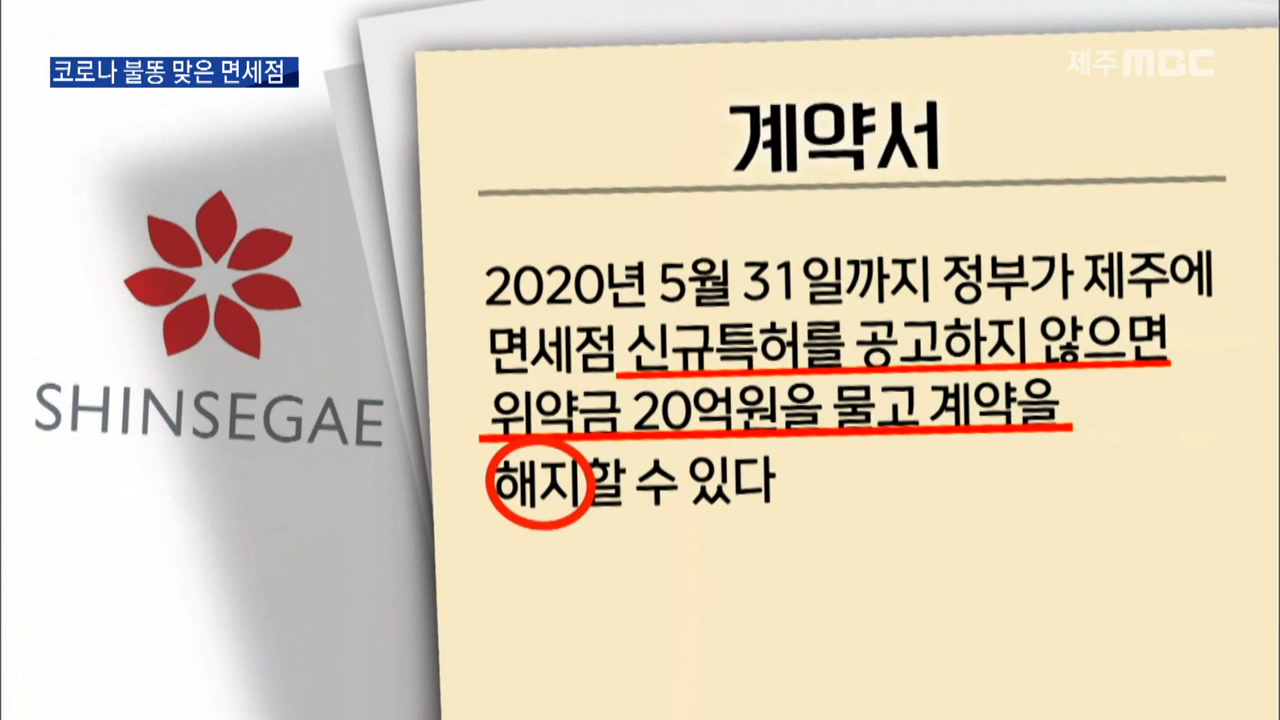 코로나 불똥 맞은 면세점
제주MBC
계약서
SHINSEGAE
2020년 5월 31일까지 정부가 제주에
면세점 신규특허를 공고하지 않으면
위약금 20억원을 물고 계약을
해지할 수 있다